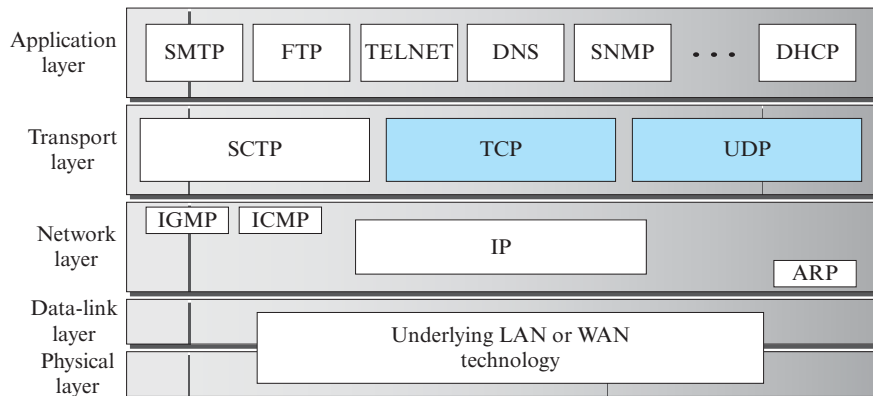 Application
layer
SMTP
FTP
TELNET
DNS
SNMP
• • •
DHCP
Transport
layer
SCTP
TCP
UDP
Network
layer
IGMP
ICMP
IP
ARP
Data-link
layer
Physical
layer
Underlying LAN or WAN
technology